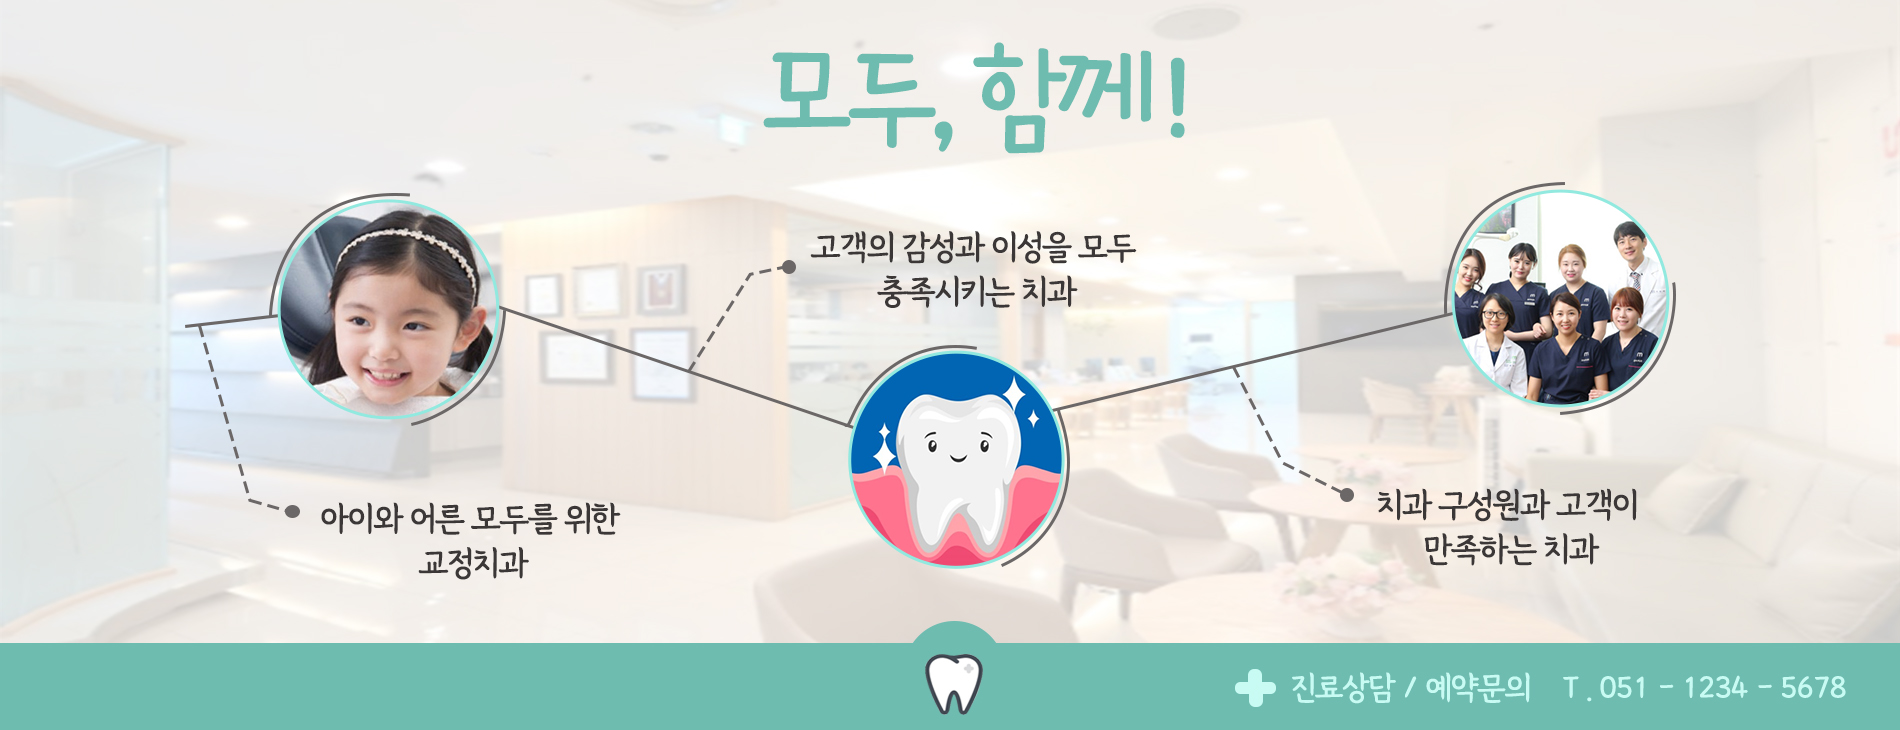 모두, 함께!
고객의 감성과 이성을 모두
충족시키는 치과
아이와 어른 모두를 위한
교정치과
치과 구성원과 고객이
만족하는 치과
진료상담 / 예약문의 T . 051 - 1234 - 5678